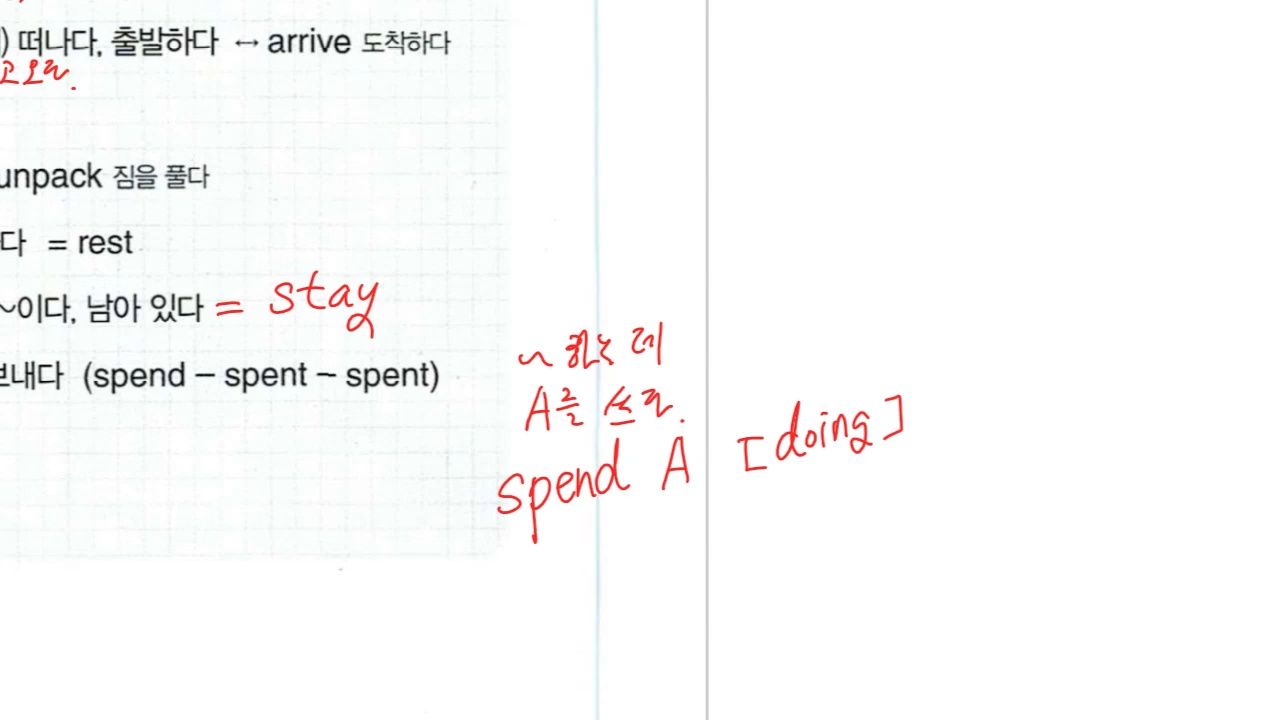 ) 떠나다, 출발하다 ↔ arrive 도착하다
unpack 짐을 풀다
다 = rest
~이다, 남아 있다 = stay
보내다 (spend – spent – spent)
~ 하는 데
A를 쓰다.
spend A [doing]